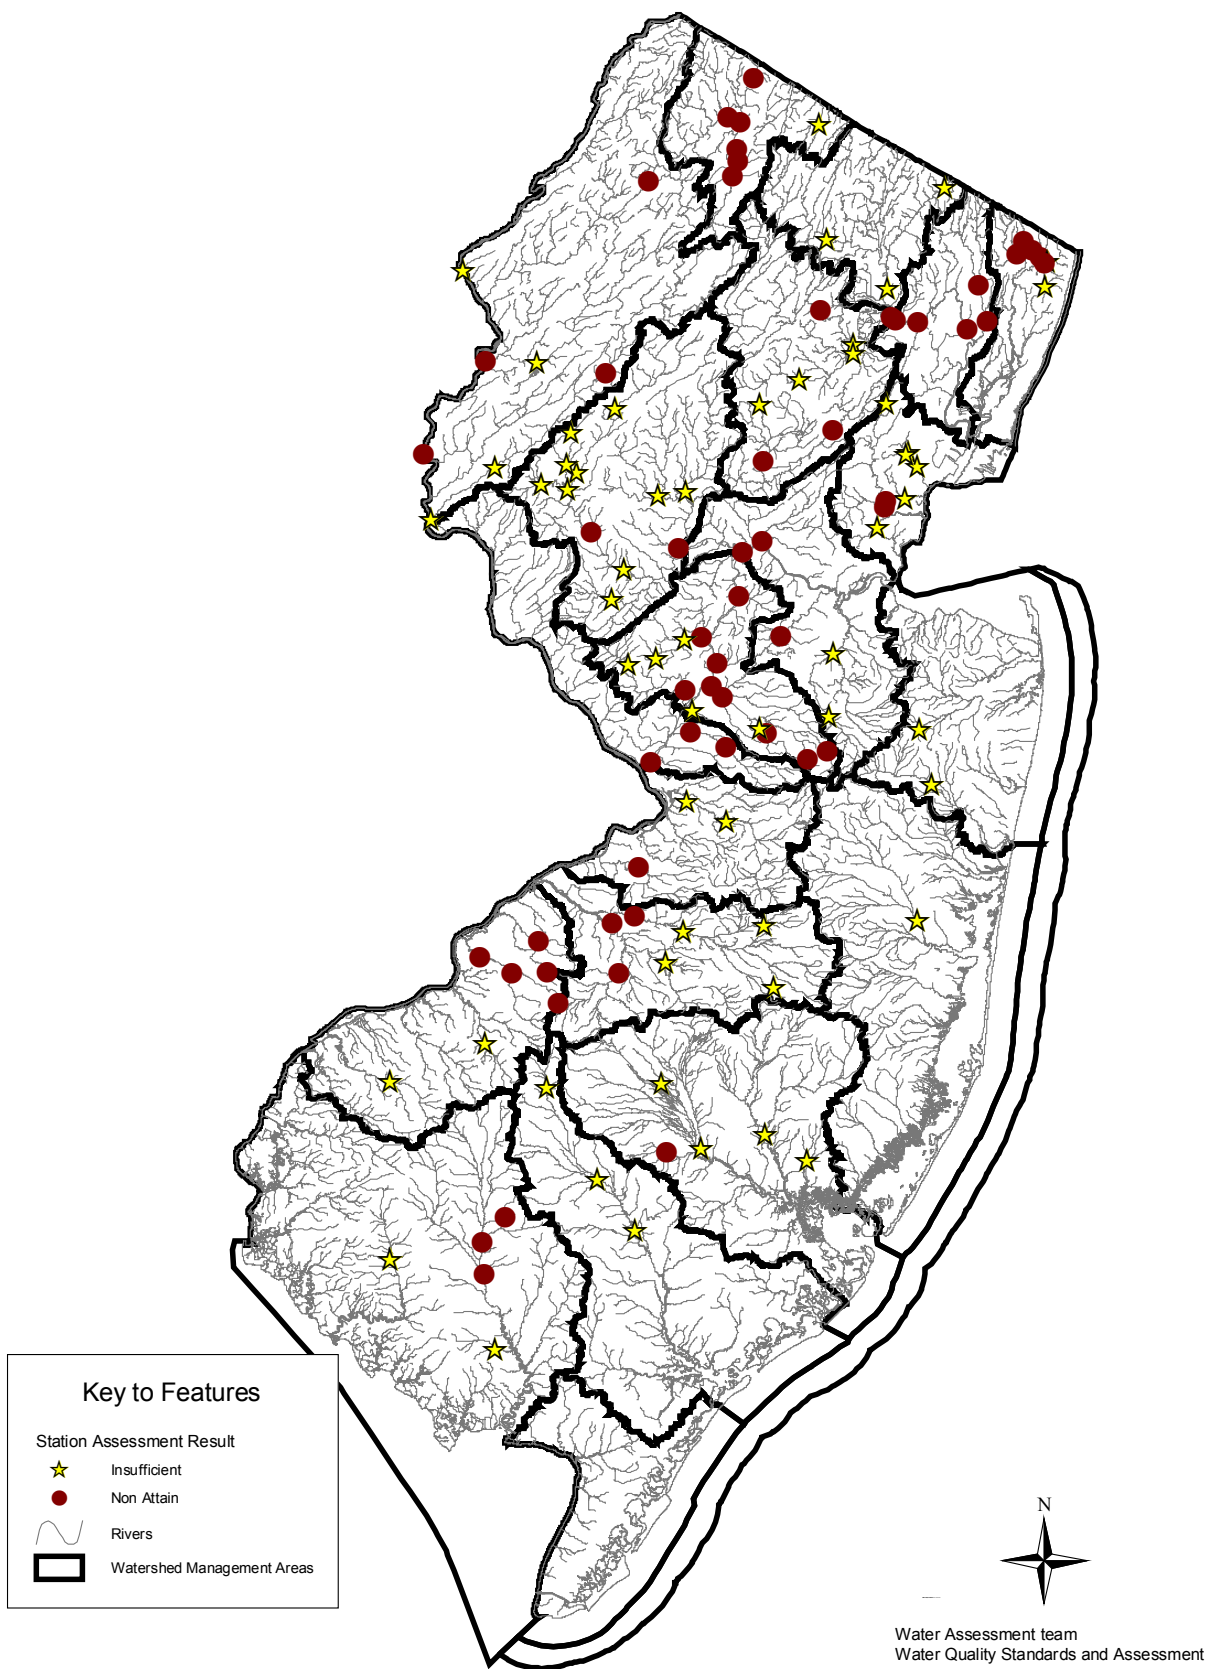 Key to Features
Station Assessment Result
Insufficient
Non Attain
Rivers
Watershed Management Areas
N
Water Assessment team
Water Quality Standards and Assessment